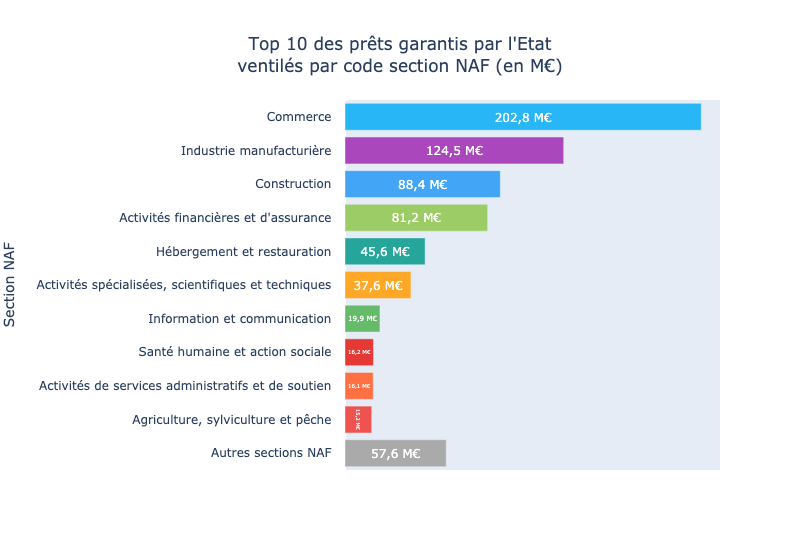 Top 10 des prêts garantis par l'Etat
ventilés par code section NAF (en M€)
Section NAF
Commerce 202,8 M€
Industrie manufacturière 124,5 M€
Construction 88,4 M€
Activités financières et d'assurance 81,2 M€
Hébergement et restauration 45,6 M€
Activités spécialisées, scientifiques et techniques 37,6 M€
Information et communication 19,9 M€
Santé humaine et action sociale 16,2 M€
Activités de services administratifs et de soutien 16,1 M€
Agriculture, sylviculture et pêche
Autres sections NAF 57,6 M€